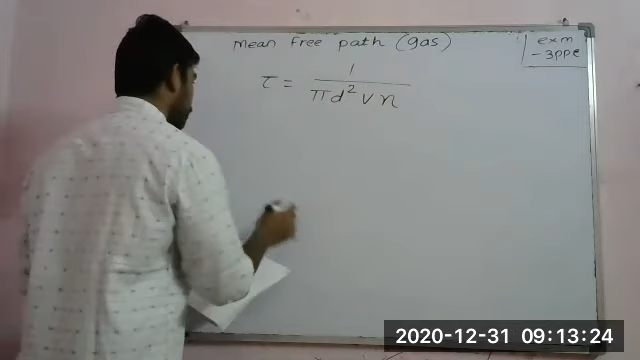 mean free path (gas)
exm
-3ppe
τ = 1 / πd² v n
2020-12-31 09:13:24